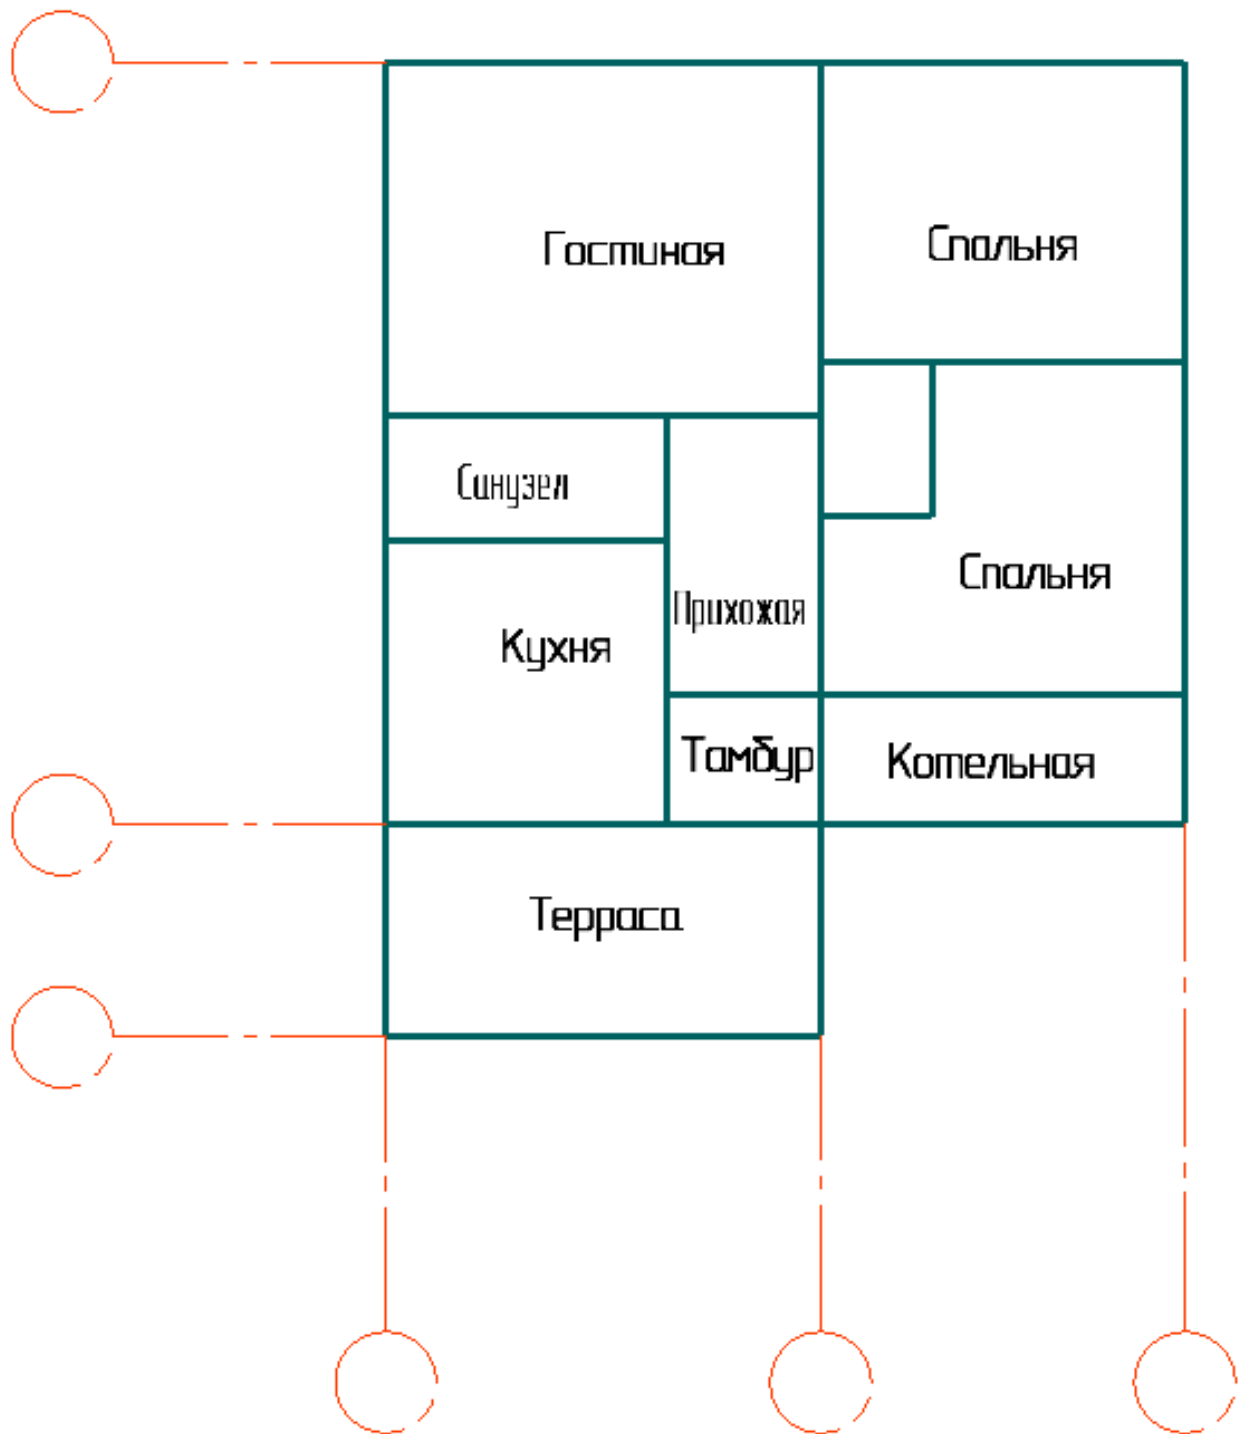 Гостиная
Спальня
Санузел
Спальня
Прихожая
Кухня
Тамбур
Котельная
Терраса